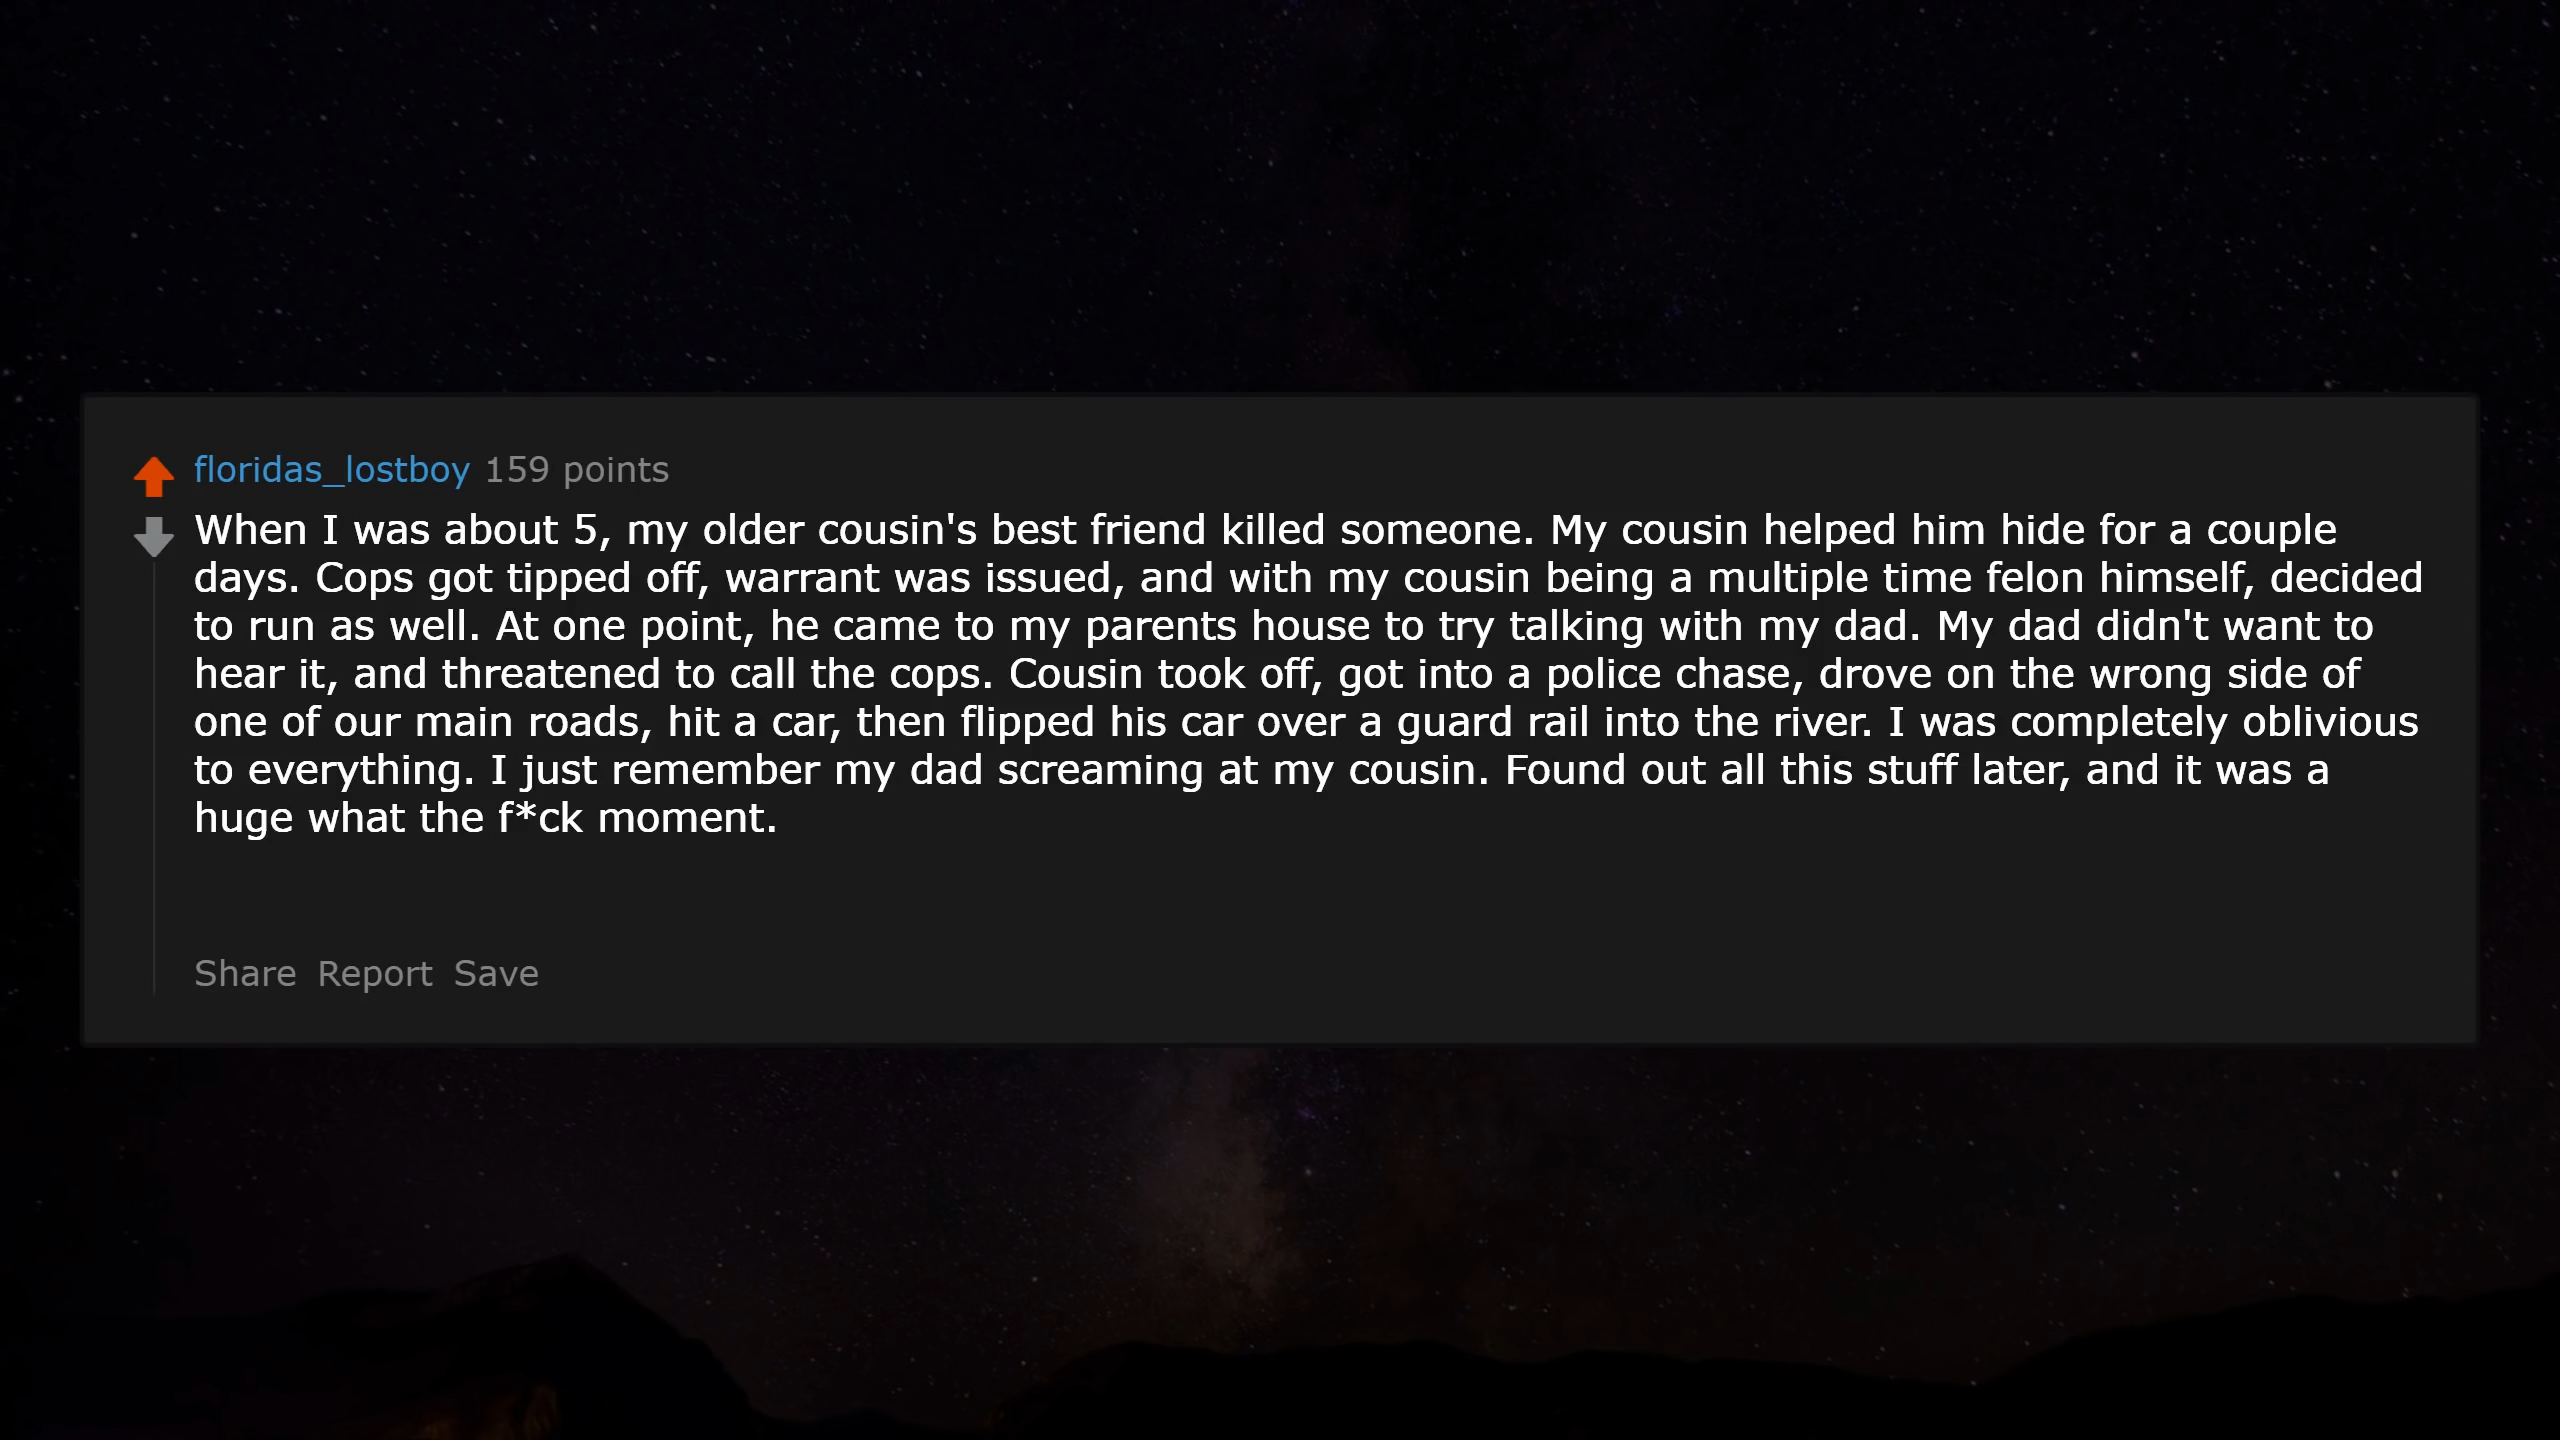 floridas_lostboy 159 points
When I was about 5, my older cousin's best friend killed someone. My cousin helped him hide for a couple
days. Cops got tipped off, warrant was issued, and with my cousin being a multiple time felon himself, decided
to run as well. At one point, he came to my parents house to try talking with my dad. My dad didn't want to
hear it, and threatened to call the cops. Cousin took off, got into a police chase, drove on the wrong side of
one of our main roads, hit a car, then flipped his car over a guard rail into the river. I was completely oblivious
to everything. I just remember my dad screaming at my cousin. Found out all this stuff later, and it was a
huge what the f*ck moment.
Share Report Save